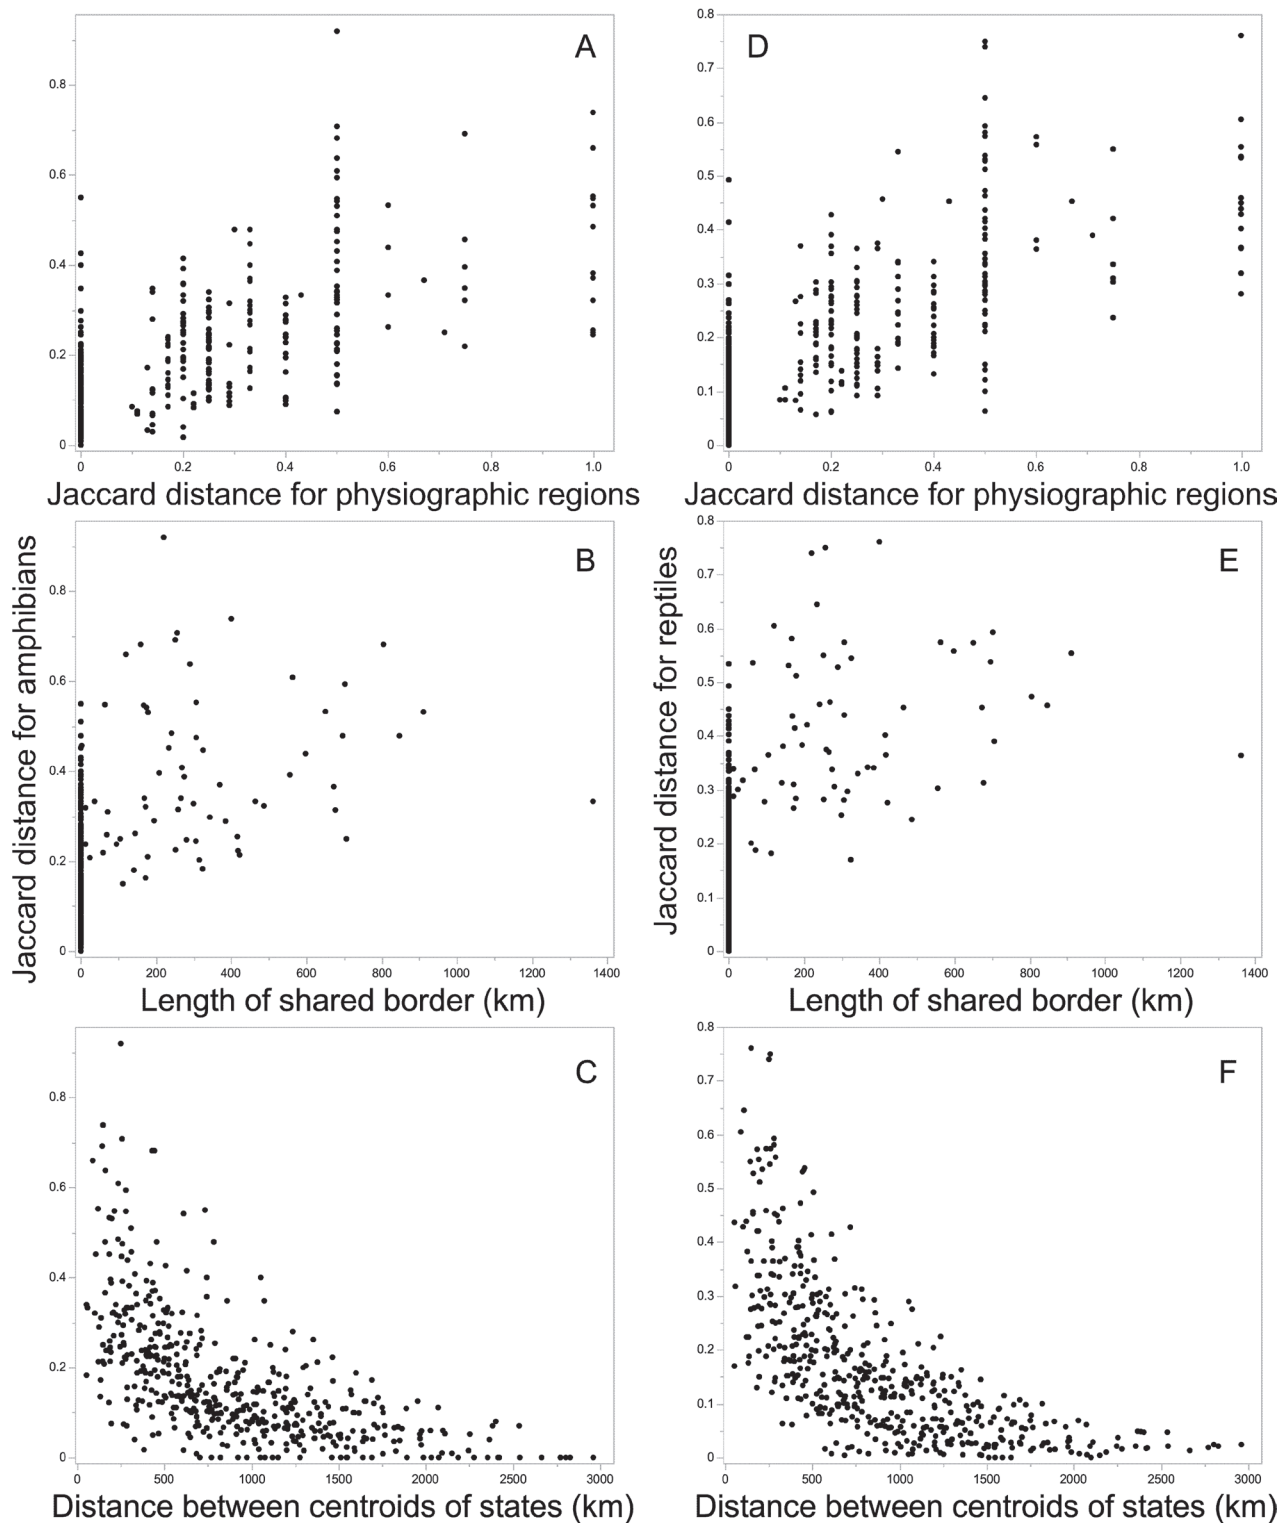 A
0.8
0.6
0.4
0.2
0
0 0.2 0.4 0.6 0.8 1.0
Jaccard distance for physiographic regions
D
0.8
0.7
0.6
0.5
0.4
0.3
0.2
0.1
0
0 0.2 0.4 0.6 0.8 1.0
Jaccard distance for physiographic regions
Jaccard distance for amphibians
B
0.8
0.6
0.4
0.2
0
0 200 400 600 800 1000 1200 1400
Length of shared border (km)
Jaccard distance for reptiles
E
0.8
0.7
0.6
0.5
0.4
0.3
0.2
0.1
0
0 200 400 600 800 1000 1200 1400
Length of shared border (km)
C
0.8
0.6
0.4
0.2
0
0 500 1000 1500 2000 2500 3000
Distance between centroids of states (km)
F
0.8
0.7
0.6
0.5
0.4
0.3
0.2
0.1
0
0 500 1000 1500 2000 2500 3000
Distance between centroids of states (km)